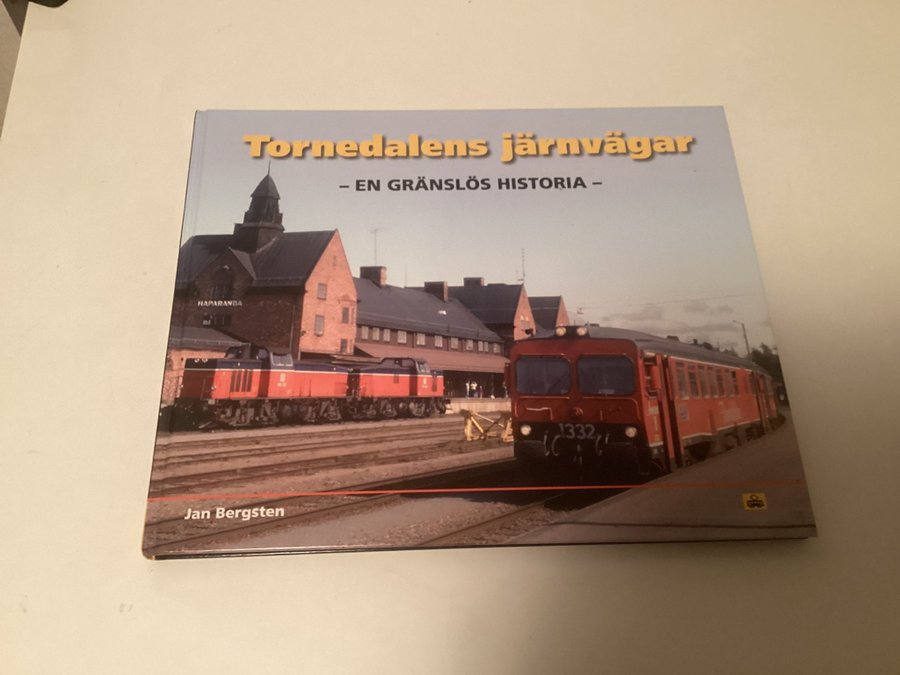 Tornedalens järnvägar
– EN GRÄNSLÖS HISTORIA –
HAPARANDA
1332
Jan Bergsten